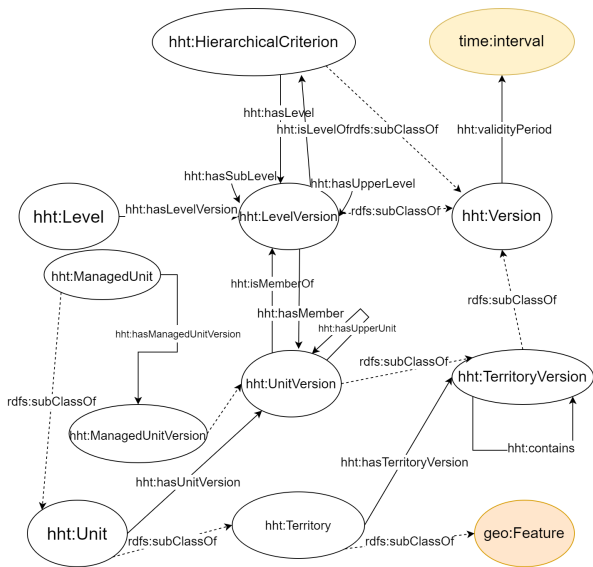 hht:HierarchicalCriterion
time:interval
hht:hasLevel
hht:isLevelOf
rdfs:subClassOf
hht:validityPeriod
hht:hasSubLevel
hht:hasUpperLevel
hht:Level
hht:hasLevelVersion
hht:LevelVersion
rdfs:subClassOf
hht:Version
hht:ManagedUnit
hht:isMemberOf
hht:hasMember
rdfs:subClassOf
hht:hasManagedUnitVersion
hht:hasUpperUnit
rdfs:subClassOf
hht:UnitVersion
rdfs:subClassOf
hht:TerritoryVersion
hht:ManagedUnitVersion
hht:contains
hht:hasTerritoryVersion
hht:hasUnitVersion
hht:Unit
rdfs:subClassOf
hht:Territory
rdfs:subClassOf
geo:Feature